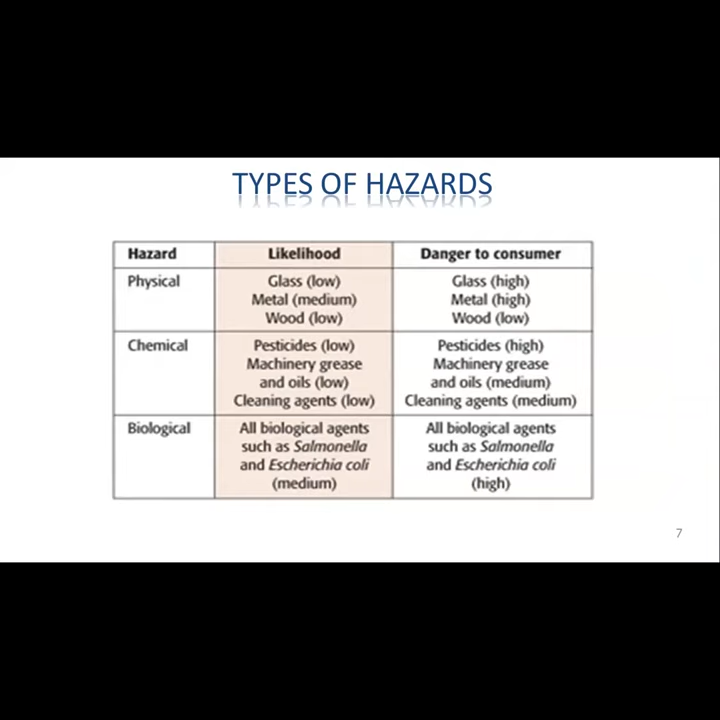 TYPES OF HAZARDS
Hazard Likelihood Danger to consumer
Physical Glass (low) Glass (high)
Metal (medium) Metal (high)
Wood (low) Wood (low)
Chemical Pesticides (low) Pesticides (high)
Machinery grease Machinery grease
and oils (low) and oils (medium)
Cleaning agents (low) Cleaning agents (medium)
Biological All biological agents All biological agents
such as Salmonella such as Salmonella
and Escherichia coli and Escherichia coli
(medium) (high)
7